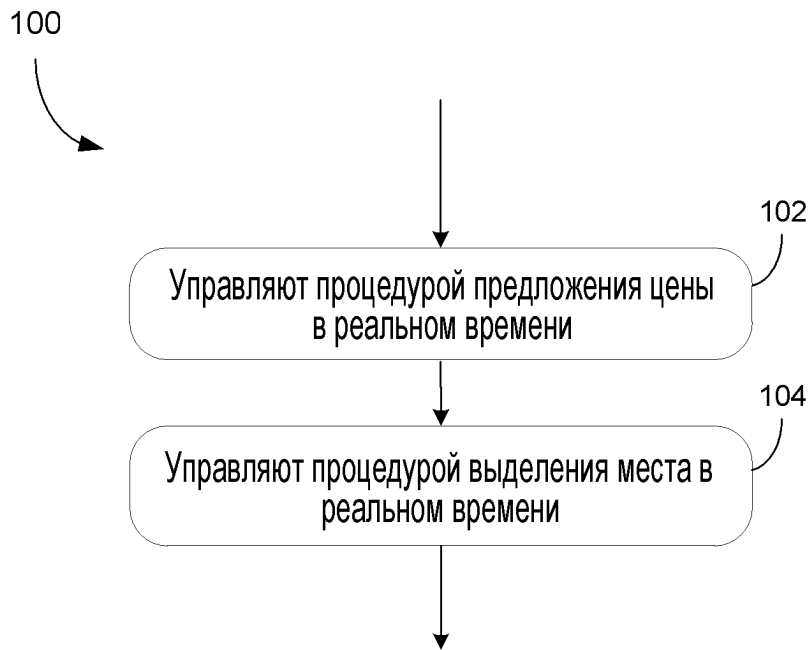 100
102
Управляют процедурой предложения цены
в реальном времени
104
Управляют процедурой выделения места в
реальном времени